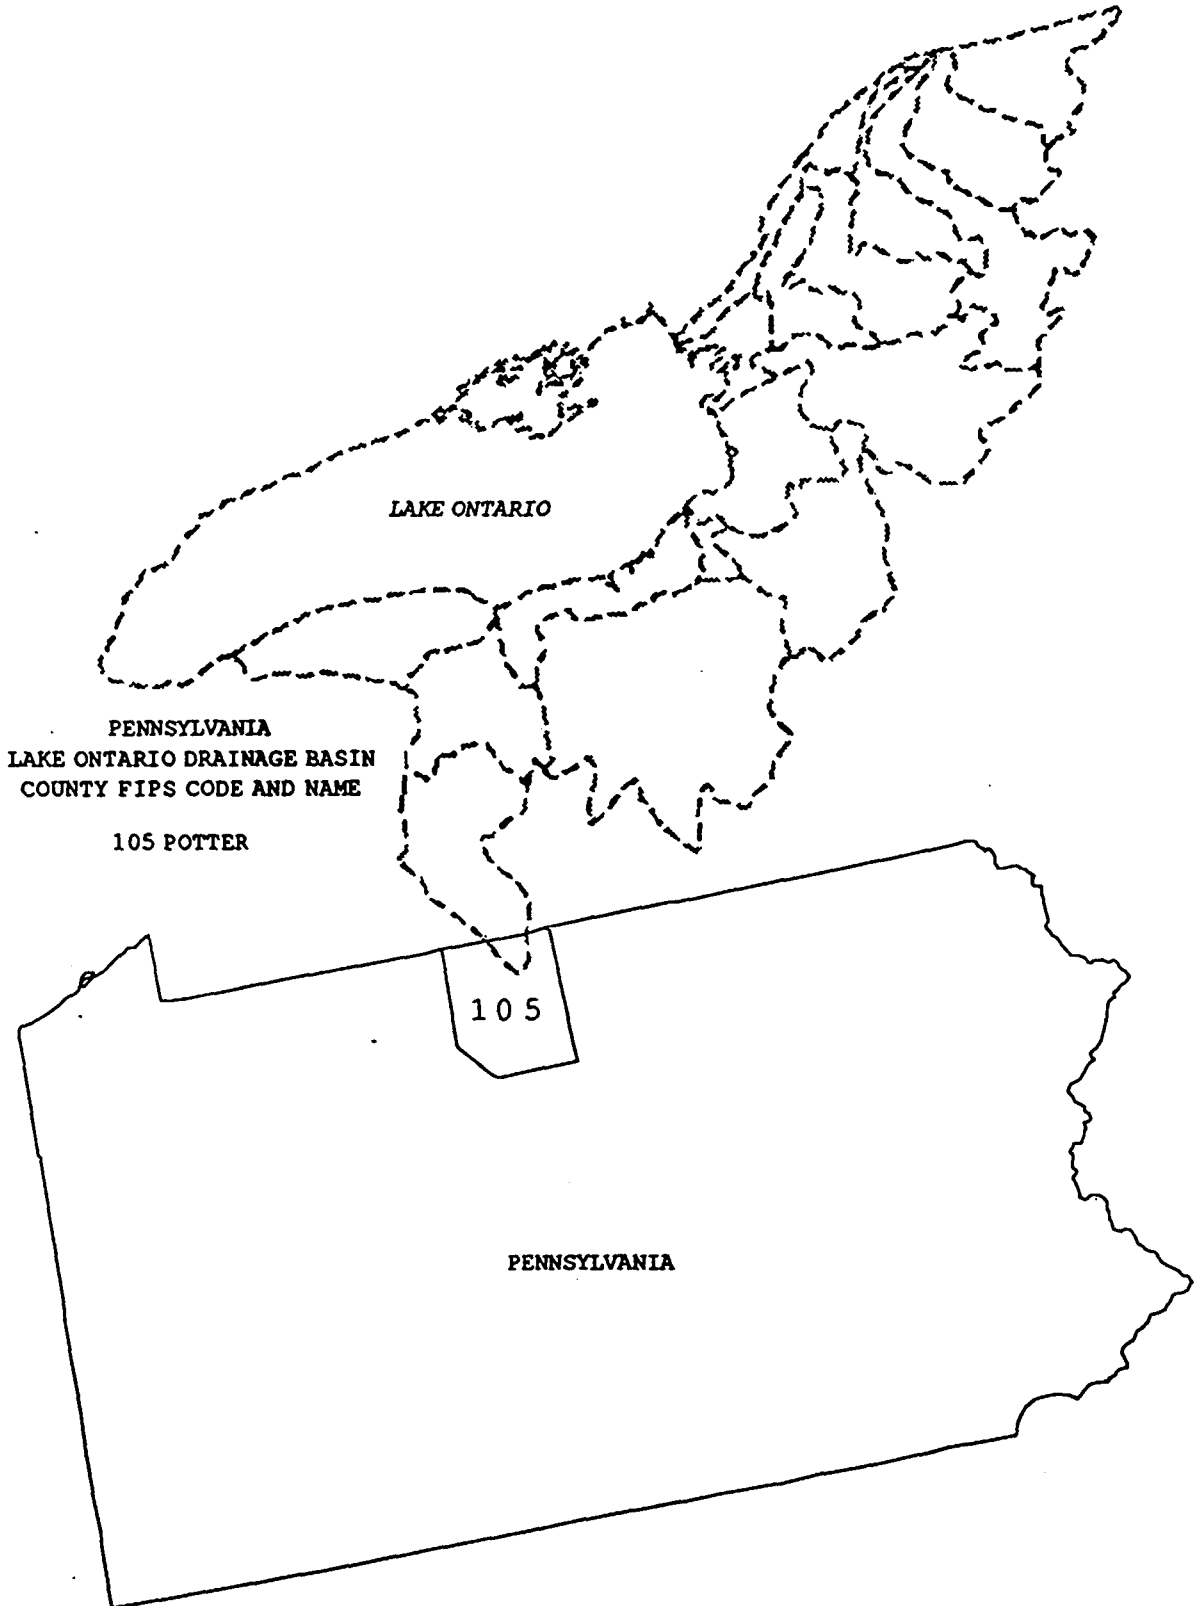 LAKE ONTARIO
PENNSYLVANIA
LAKE ONTARIO DRAINAGE BASIN
COUNTY FIPS CODE AND NAME
105 POTTER
105
PENNSYLVANIA